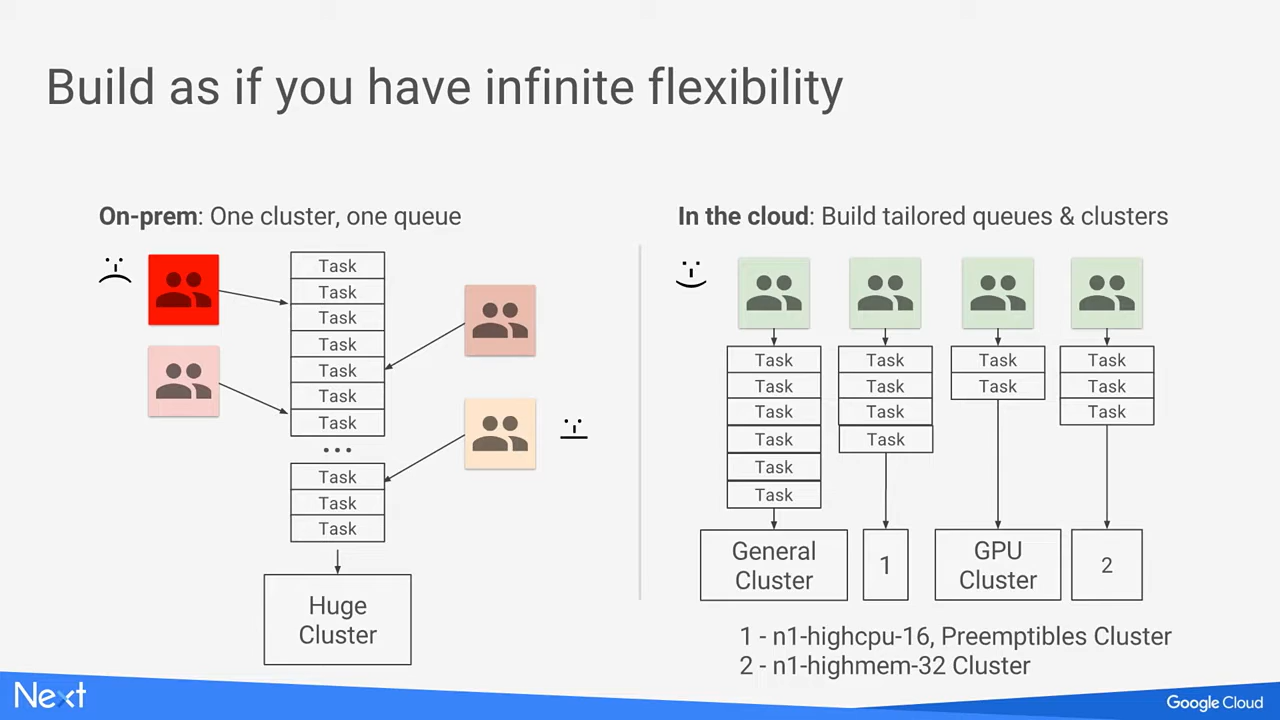 Build as if you have infinite flexibility
On-prem: One cluster, one queue
Task
Task
Task
Task
Task
Task
Task
...
Task
Task
Task
Huge
Cluster
In the cloud: Build tailored queues & clusters
Task
Task
Task
Task
Task
Task
General
Cluster
Task
Task
Task
Task
1
Task
Task
GPU
Cluster
Task
Task
Task
2
1 - n1-highcpu-16, Preemptibles Cluster
2 - n1-highmem-32 Cluster
Next
Google Cloud